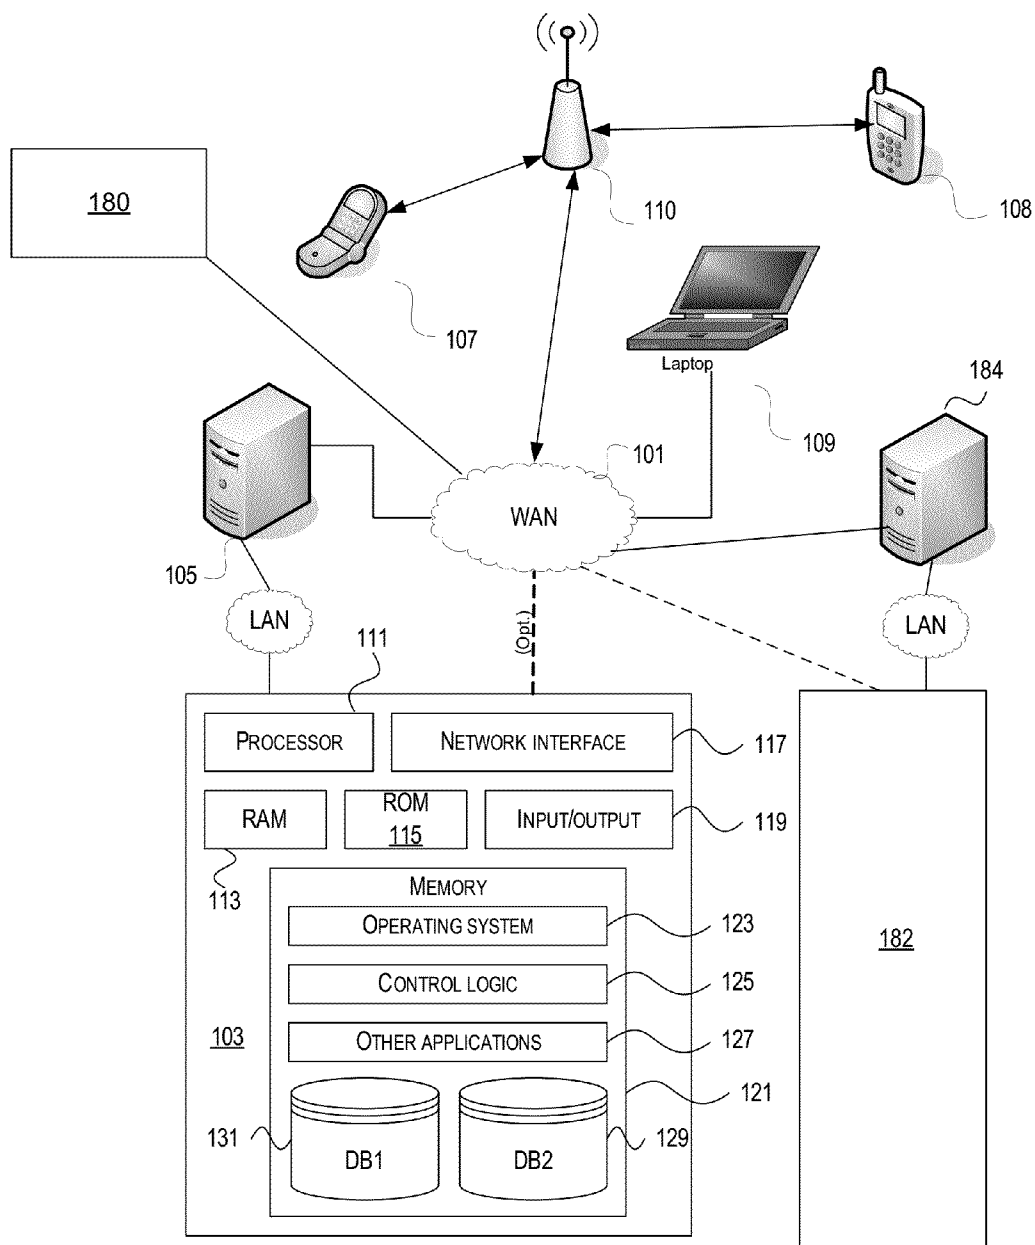 110
108
180
107
Laptop
109
184
101
WAN
105
LAN
(Opt.)
LAN
111
PROCESSOR
NETWORK INTERFACE
117
RAM
ROM
115
INPUT/OUTPUT
119
113
MEMORY
OPERATING SYSTEM
123
CONTROL LOGIC
125
OTHER APPLICATIONS
127
103
182
121
131
DB1
DB2
129